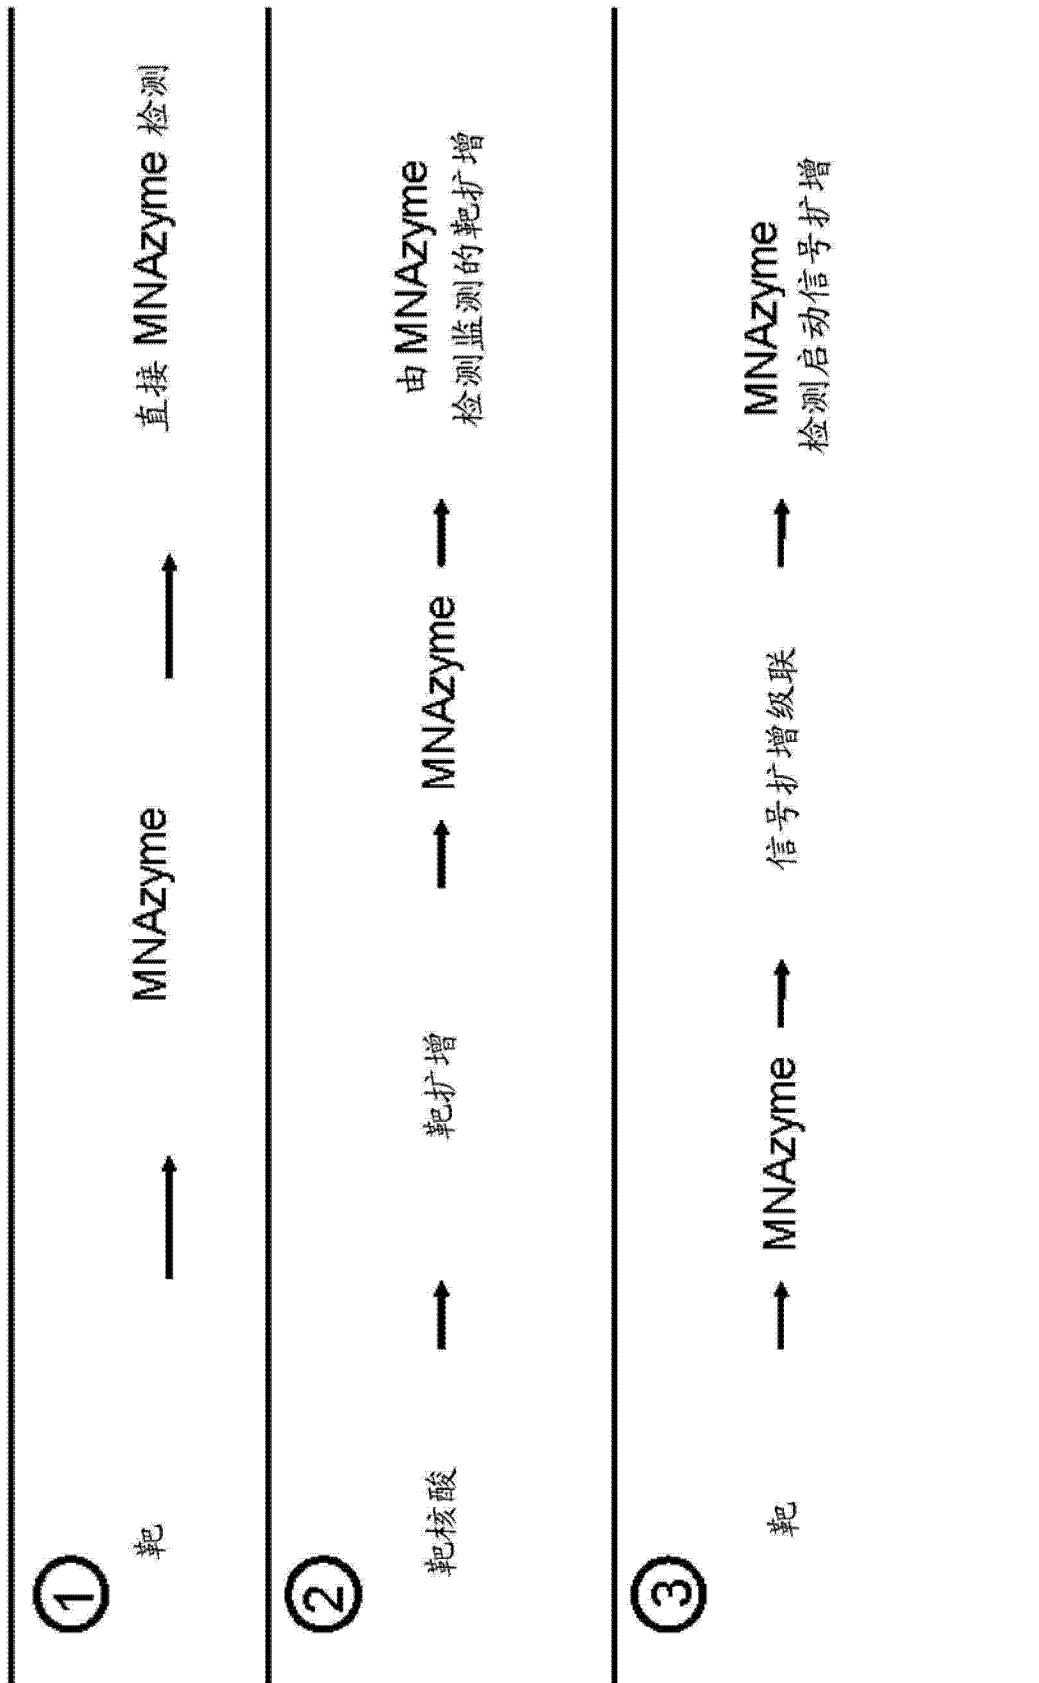 ①
靶
MNAzyme
直接 MNAzyme 检测
②
靶核酸
靶扩增
MNAzyme
由 MNAzyme
检测监测的靶扩增
③
靶
MNAzyme
信号扩增级联
MNAzyme
检测启动信号扩增